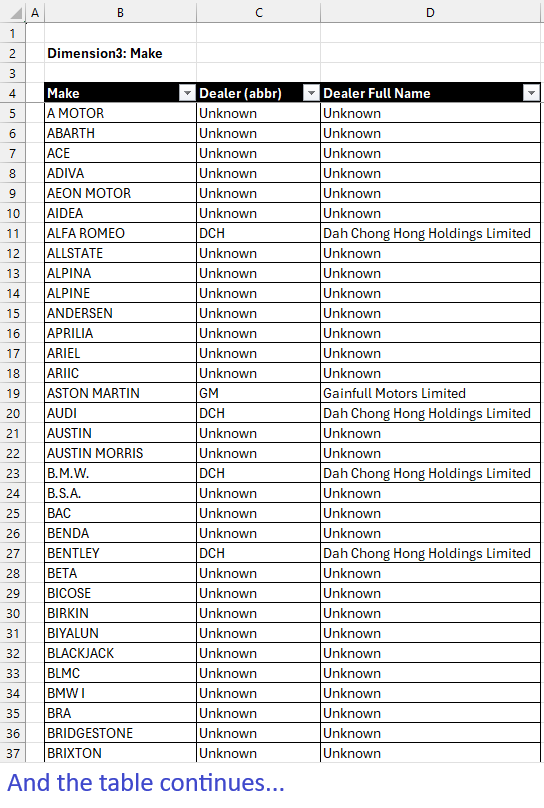 A B C D
1
2 Dimension3: Make
3
4 Make Dealer (abbr) Dealer Full Name
5 A MOTOR Unknown Unknown
6 ABARTH Unknown Unknown
7 ACE Unknown Unknown
8 ADIVA Unknown Unknown
9 AEON MOTOR Unknown Unknown
10 AIDEA Unknown Unknown
11 ALFA ROMEO DCH Dah Chong Hong Holdings Limited
12 ALLSTATE Unknown Unknown
13 ALPINA Unknown Unknown
14 ALPINE Unknown Unknown
15 ANDERSEN Unknown Unknown
16 APRILIA Unknown Unknown
17 ARIEL Unknown Unknown
18 ARIIC Unknown Unknown
19 ASTON MARTIN GM Gainfull Motors Limited
20 AUDI DCH Dah Chong Hong Holdings Limited
21 AUSTIN Unknown Unknown
22 AUSTIN MORRIS Unknown Unknown
23 B.M.W. DCH Dah Chong Hong Holdings Limited
24 B.S.A. Unknown Unknown
25 BAC Unknown Unknown
26 BENDA Unknown Unknown
27 BENTLEY DCH Dah Chong Hong Holdings Limited
28 BETA Unknown Unknown
29 BICOSE Unknown Unknown
30 BIRKIN Unknown Unknown
31 BIYALUN Unknown Unknown
32 BLACKJACK Unknown Unknown
33 BLMC Unknown Unknown
34 BMW I Unknown Unknown
35 BRA Unknown Unknown
36 BRIDGESTONE Unknown Unknown
37 BRIXTON Unknown Unknown
And the table continues...